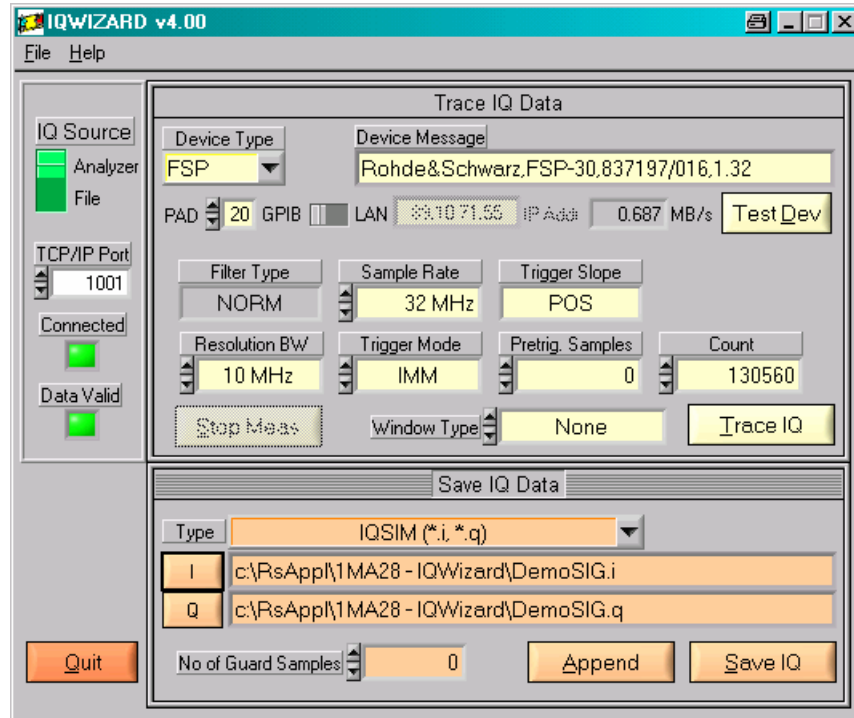 IQWIZARD v4.00
File Help
IQ Source
Analyzer
File
TCP/IP Port
1001
Connected
Data Valid
Trace IQ Data
Device Type
Device Message
FSP
Rohde&Schwarz,FSP-30,837197/016,1.32
PAD 20 GPIB LAN 89.10.71.55 IP Addr 0.687 MB/s Test Dev
Filter Type
Sample Rate
Trigger Slope
NORM
32 MHz
POS
Resolution BW
Trigger Mode
Pretrig. Samples
Count
10 MHz
IMM
0
130560
Stop Meas
Window Type
None
Trace IQ
Save IQ Data
Type
IQSIM (*.i, *.q)
I
c:\RsAppl\1MA28 - IQWizard\DemoSIG.i
Q
c:\RsAppl\1MA28 - IQWizard\DemoSIG.q
Quit
No of Guard Samples
0
Append
Save IQ